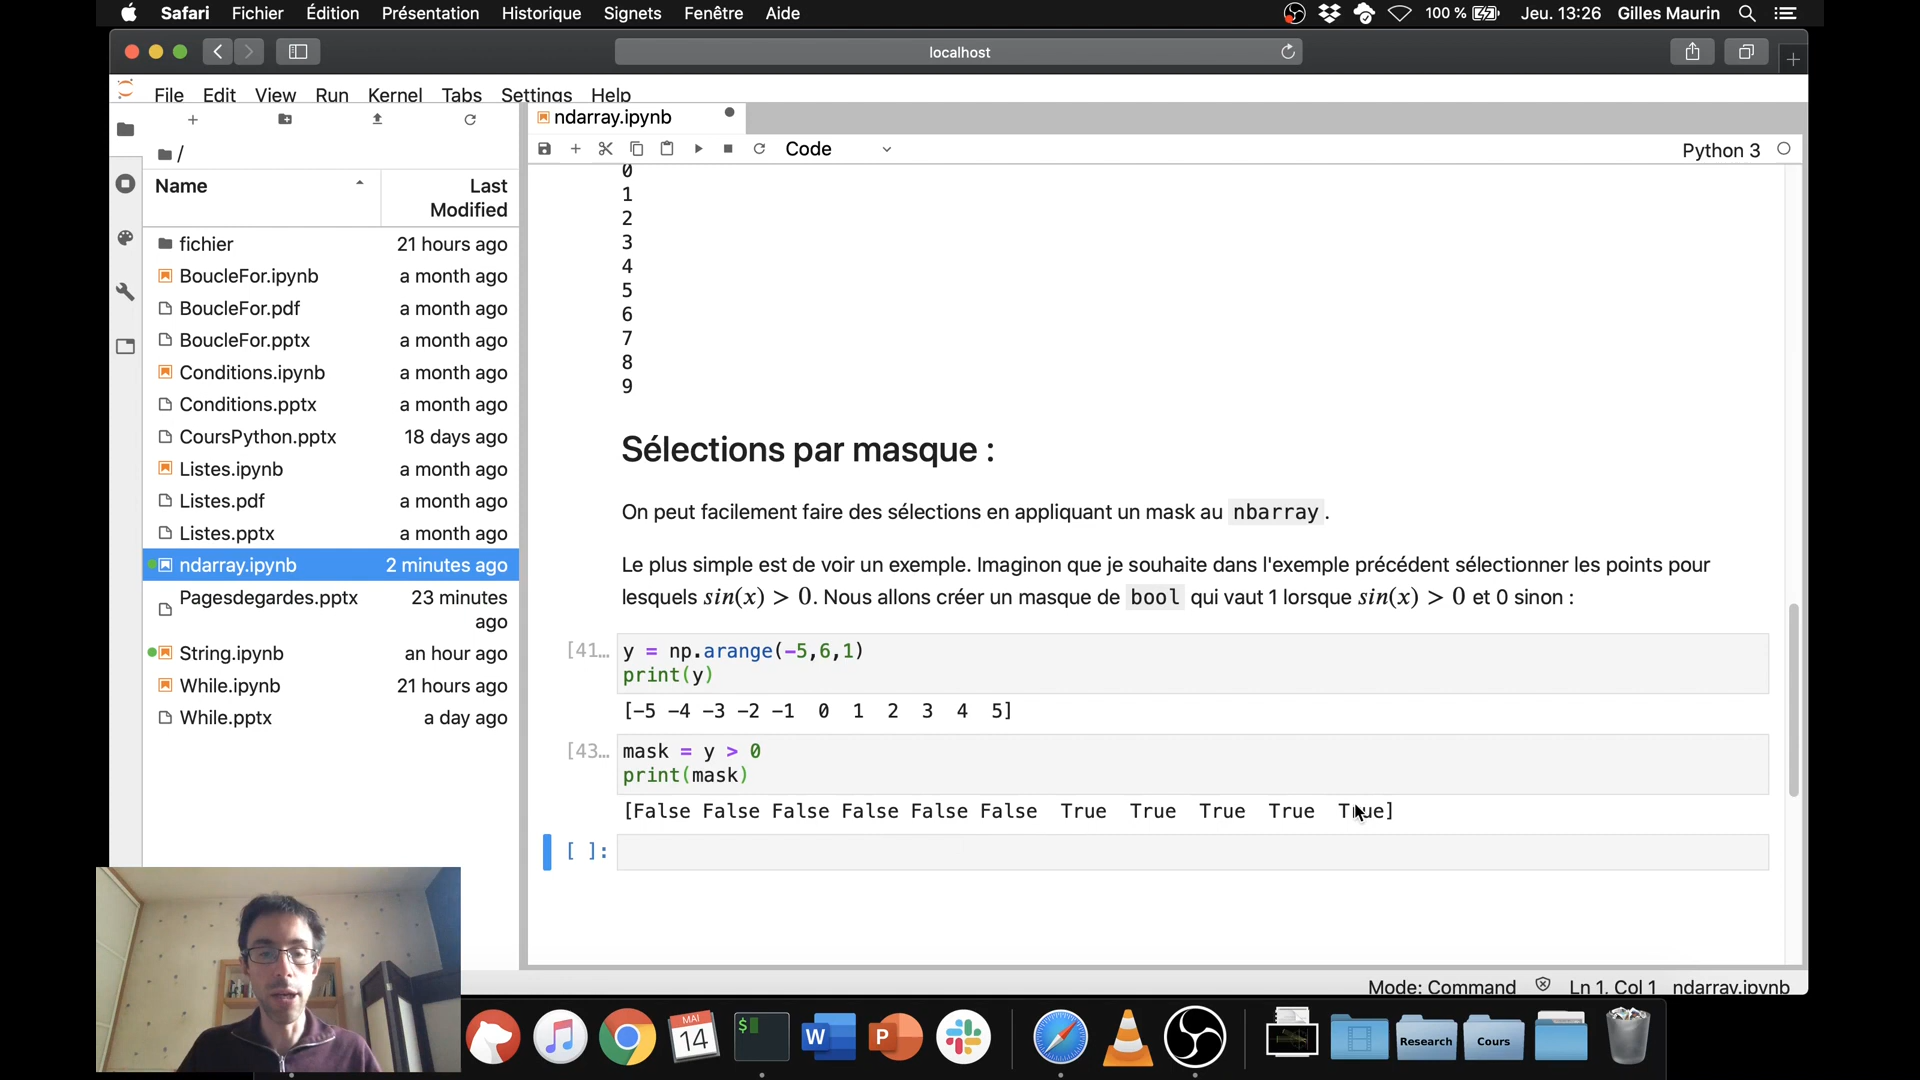 Safari Fichier Édition Présentation Historique Signets Fenêtre Aide 100 % Jeu. 13:26 Gilles Maurin
localhost
File Edit View Run Kernel Tabs Settings Help
ndarray.ipynb
Code
Python 3
/
Name
Last Modified
fichier 21 hours ago
BoucleFor.ipynb a month ago
BoucleFor.pdf a month ago
BoucleFor.pptx a month ago
Conditions.ipynb a month ago
Conditions.pptx a month ago
CoursPython.pptx 18 days ago
Listes.ipynb a month ago
Listes.pdf a month ago
Listes.pptx a month ago
ndarray.ipynb 2 minutes ago
Pagesdegardes.pptx 23 minutes ago
String.ipynb an hour ago
While.ipynb 21 hours ago
While.pptx a day ago
0
1
2
3
4
5
6
7
8
9
Sélections par masque :
On peut facilement faire des sélections en appliquant un mask au nbarray.
Le plus simple est de voir un exemple. Imaginon que je souhaite dans l'exemple précédent sélectionner les points pour
lesquels sin(x) > 0. Nous allons créer un masque de bool qui vaut 1 lorsque sin(x) > 0 et 0 sinon :
[41… y = np.arange(-5,6,1)
print(y)
[-5 -4 -3 -2 -1 0 1 2 3 4 5]
[43… mask = y > 0
print(mask)
[False False False False False False True True True True True]
[ ]:
Mode: Command Ln 1, Col 1 ndarray.ipynb
MAI
14
$
W
P
Research
Cours